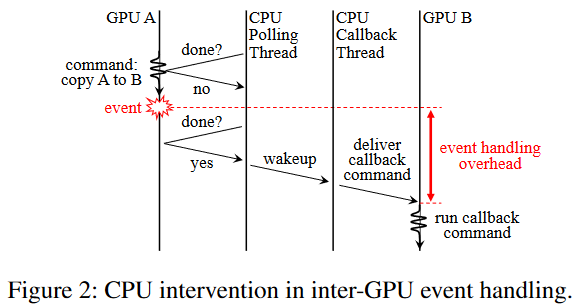 GPU A
CPU
Polling
Thread
CPU
Callback
Thread
GPU B
command:
copy A to B
done?
no
event
done?
yes
wakeup
deliver
callback
command
event handling
overhead
run callback
command
Figure 2: CPU intervention in inter-GPU event handling.